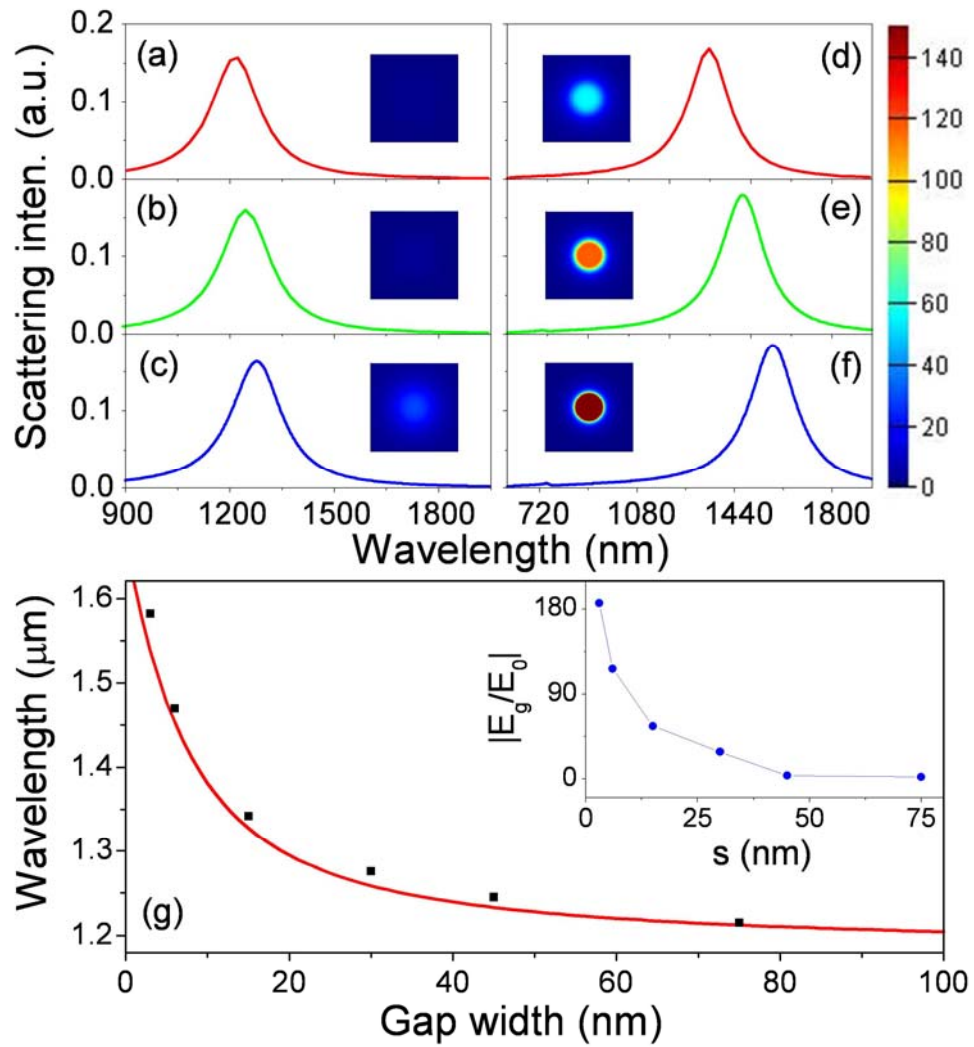 0.2
(a)
(d)
0.1
0.0
(b)
(e)
0.1
0.0
(c)
(f)
0.1
0.0
Scattering inten. (a.u.)
900 1200 1500 1800
720 1080 1440 1800
Wavelength (nm)
140
120
100
80
60
40
20
0
1.6
1.5
1.4
1.3
1.2
Wavelength (μm)
(g)
0 20 40 60 80 100
Gap width (nm)
180
90
0
|E_g/E_0|
0 25 50 75
s (nm)